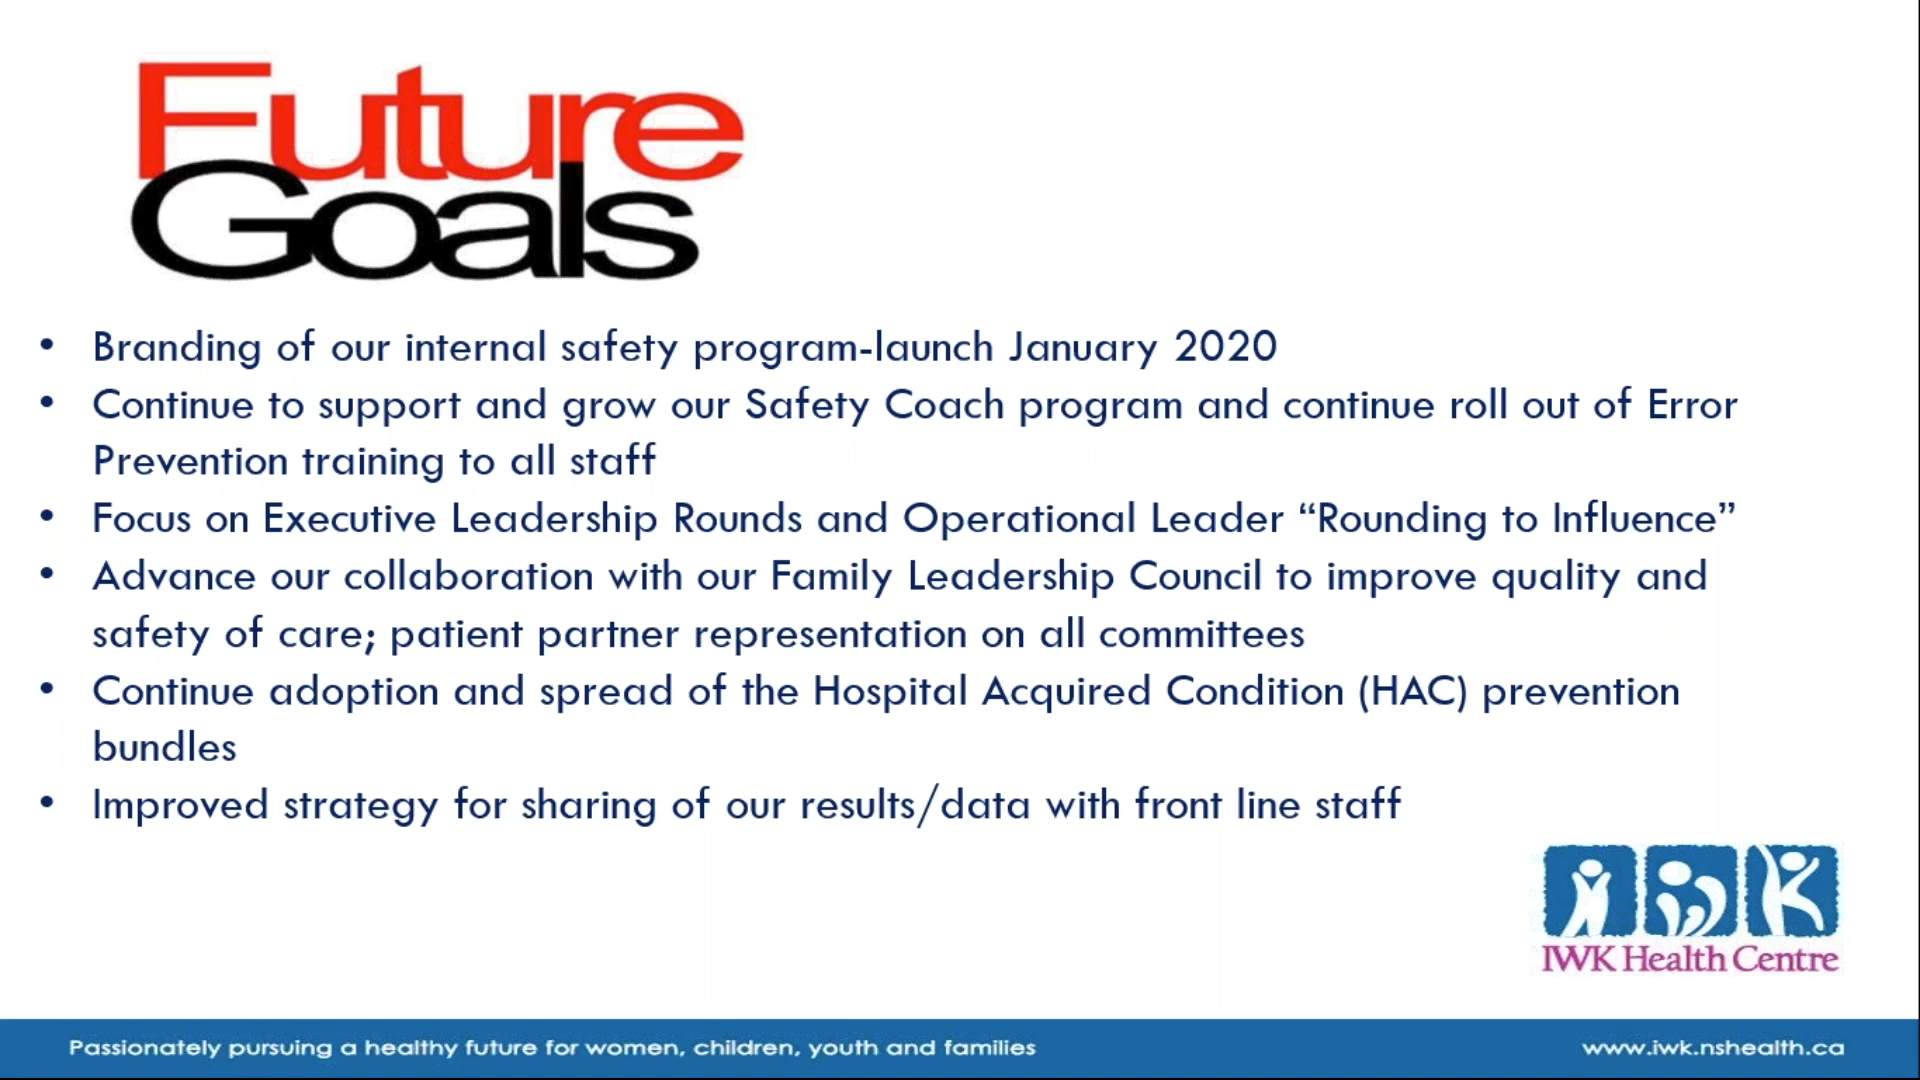 Future
Goals
• Branding of our internal safety program-launch January 2020
• Continue to support and grow our Safety Coach program and continue roll out of Error
Prevention training to all staff
• Focus on Executive Leadership Rounds and Operational Leader “Rounding to Influence”
• Advance our collaboration with our Family Leadership Council to improve quality and
safety of care; patient partner representation on all committees
• Continue adoption and spread of the Hospital Acquired Condition (HAC) prevention
bundles
• Improved strategy for sharing of our results/data with front line staff
iwk
IWK Health Centre
Passionately pursuing a healthy future for women, children, youth and families
www.iwk.nshealth.ca